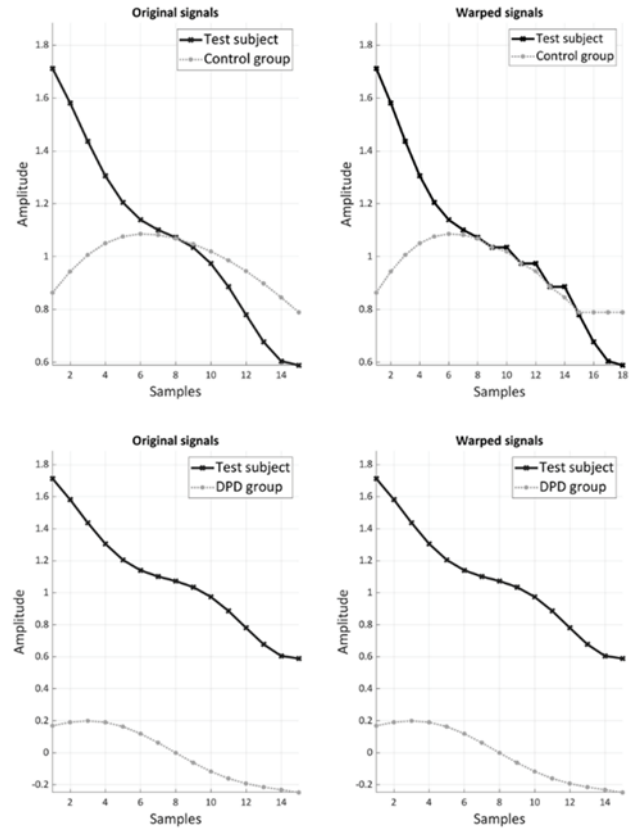 Original signals
Test subject
Control group
1.8
1.6
1.4
1.2
1
0.8
0.6
Amplitude
2 4 6 8 10 12 14
Samples
Warped signals
Test subject
Control group
1.8
1.6
1.4
1.2
1
0.8
0.6
Amplitude
2 4 6 8 10 12 14 16 18
Samples
Original signals
Test subject
DPD group
1.8
1.6
1.4
1.2
1
0.8
0.6
0.4
0.2
0
-0.2
Amplitude
2 4 6 8 10 12 14
Samples
Warped signals
Test subject
DPD group
1.8
1.6
1.4
1.2
1
0.8
0.6
0.4
0.2
0
-0.2
Amplitude
2 4 6 8 10 12 14
Samples